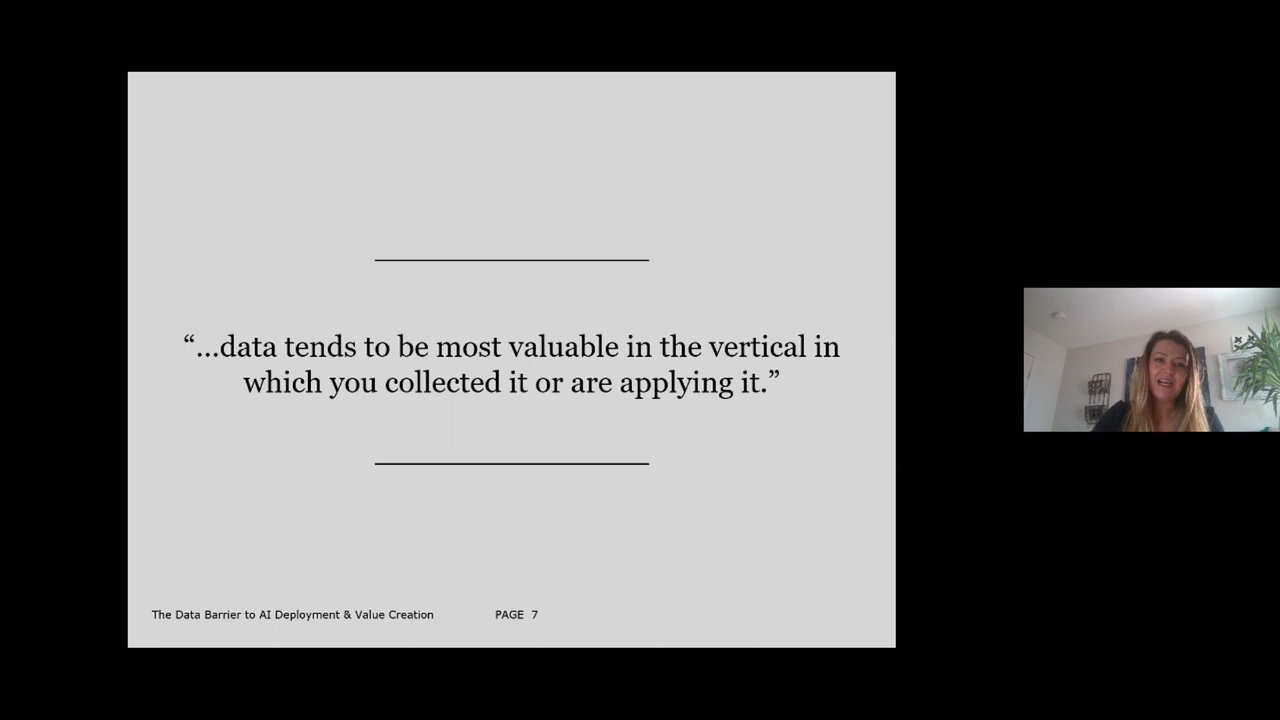 “...data tends to be most valuable in the vertical in
which you collected it or are applying it.”
The Data Barrier to AI Deployment & Value Creation PAGE 7